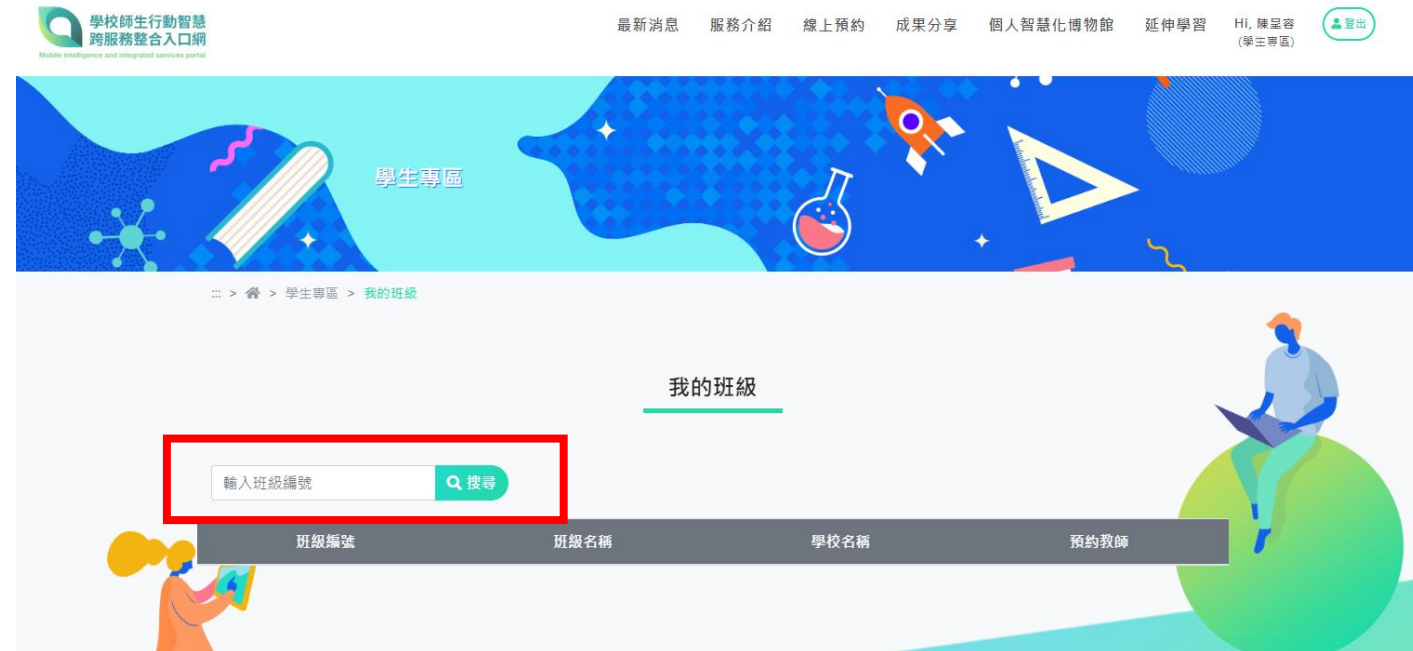 學校師生行動智慧
跨服務整合入口網
Mobile intelligence and integrated services portal
最新消息 服務介紹 線上預約 成果分享 個人智慧化博物館 延伸學習 Hi, 陳呈容 登出
(學生專區)
學生專區
::: > > 學生專區 > 我的班級
我的班級
輸入班級編號 搜尋
班級編號 班級名稱 學校名稱 預約教師